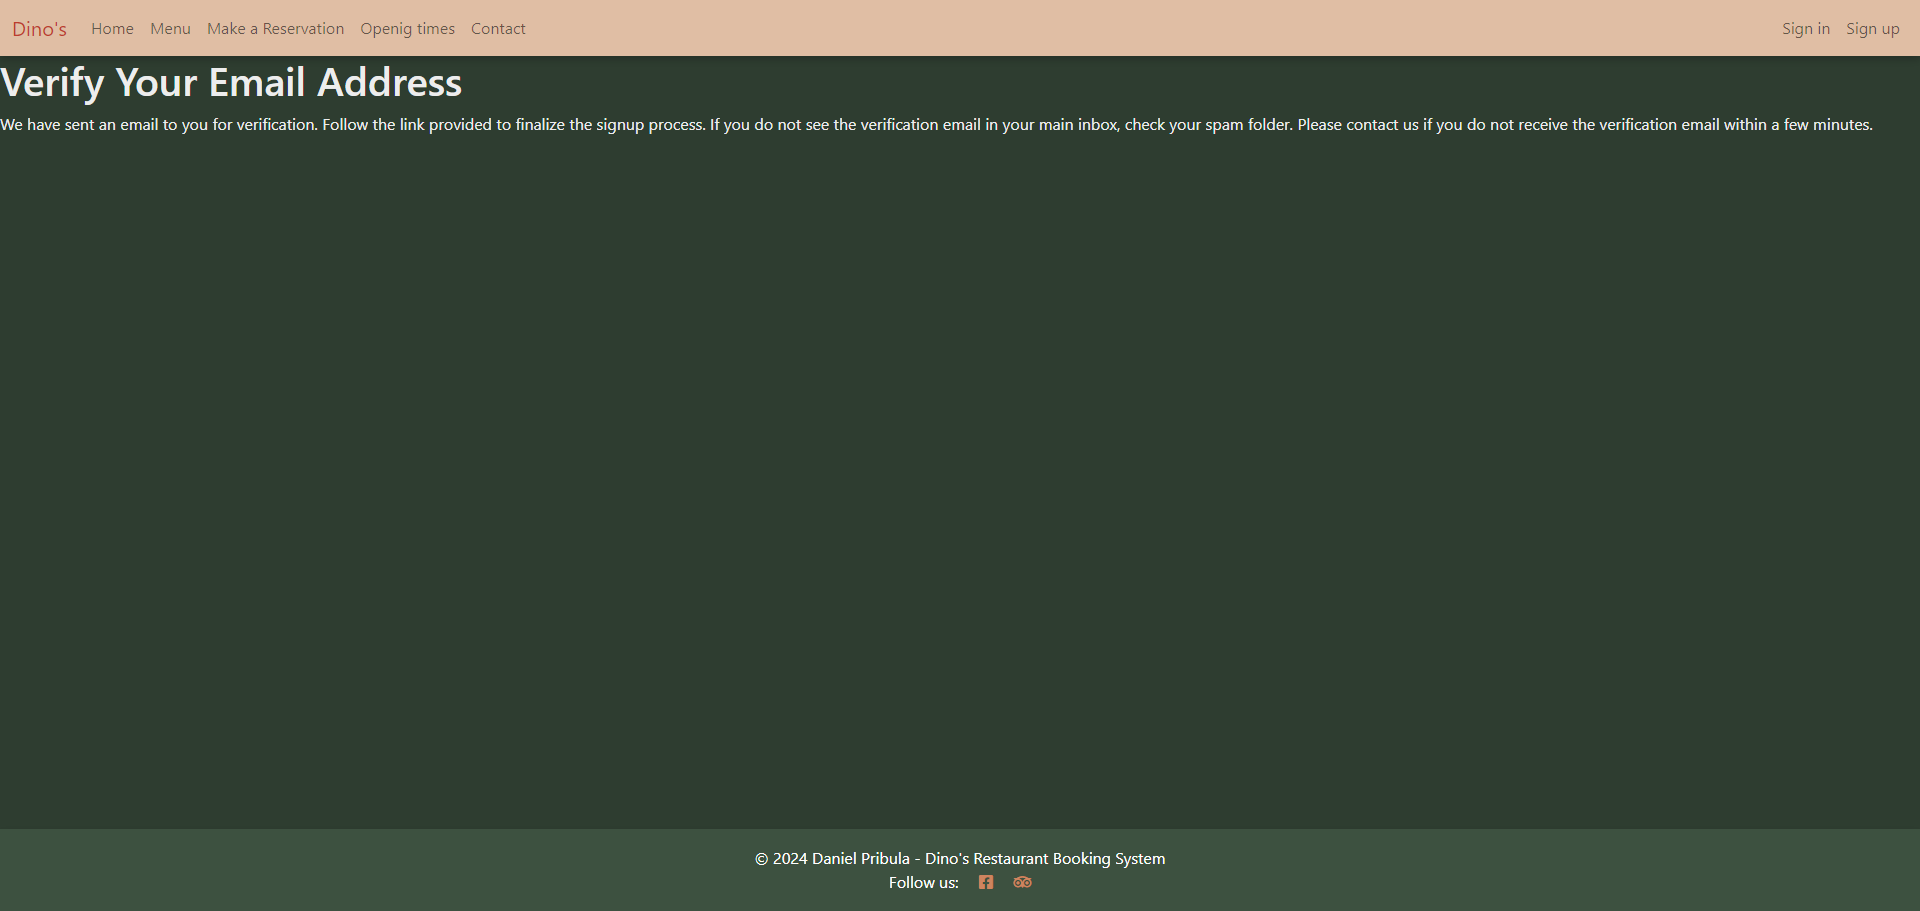 Dino's Home Menu Make a Reservation Openig times Contact Sign in Sign up
Verify Your Email Address
We have sent an email to you for verification. Follow the link provided to finalize the signup process. If you do not see the verification email in your main inbox, check your spam folder. Please contact us if you do not receive the verification email within a few minutes.
© 2024 Daniel Pribula - Dino's Restaurant Booking System
Follow us: